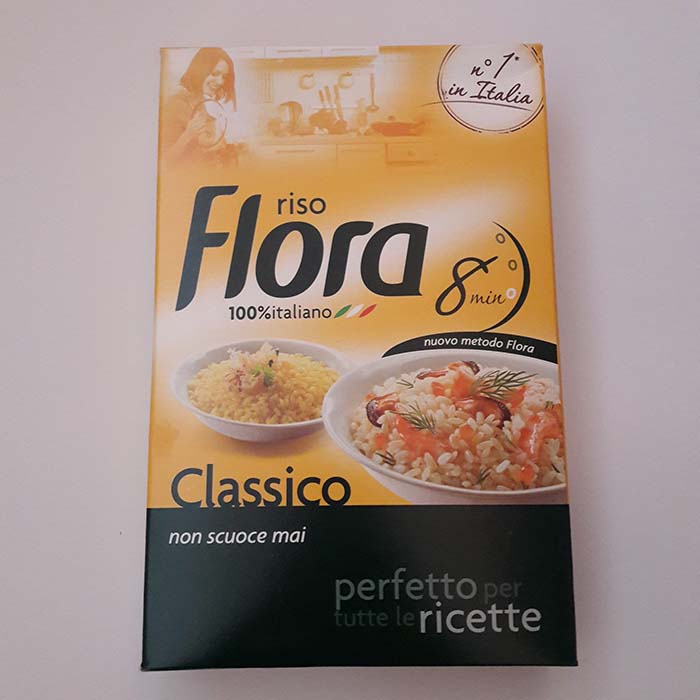 n° 1*
in Italia
riso
Flora
100%italiano
8 min
nuovo metodo Flora
Classico
non scuoce mai
perfetto per
tutte le ricette